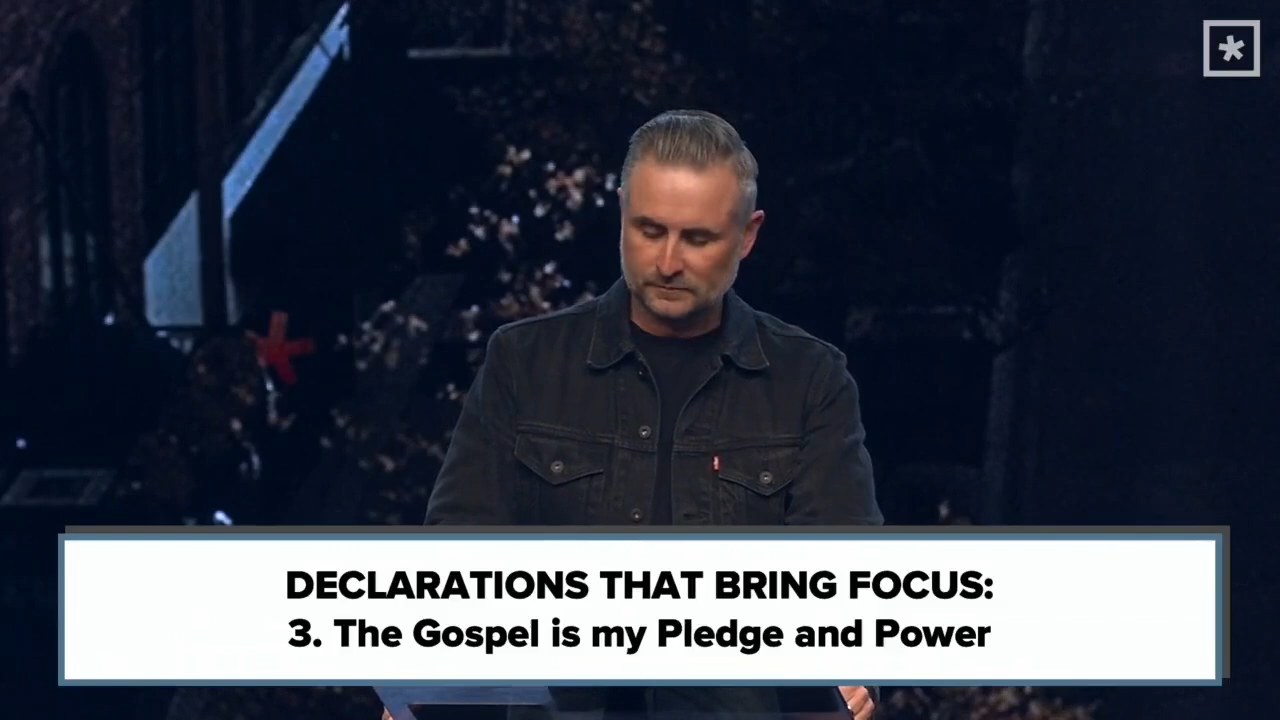 DECLARATIONS THAT BRING FOCUS:
3. The Gospel is my Pledge and Power